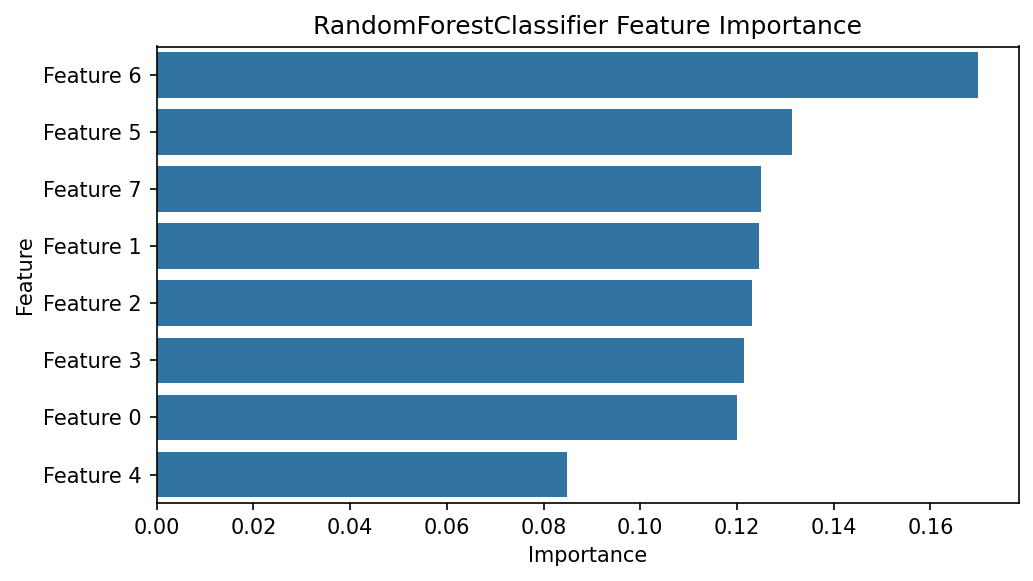 RandomForestClassifier Feature Importance
Feature
Feature 6
Feature 5
Feature 7
Feature 1
Feature 2
Feature 3
Feature 0
Feature 4
0.00 0.02 0.04 0.06 0.08 0.10 0.12 0.14 0.16
Importance